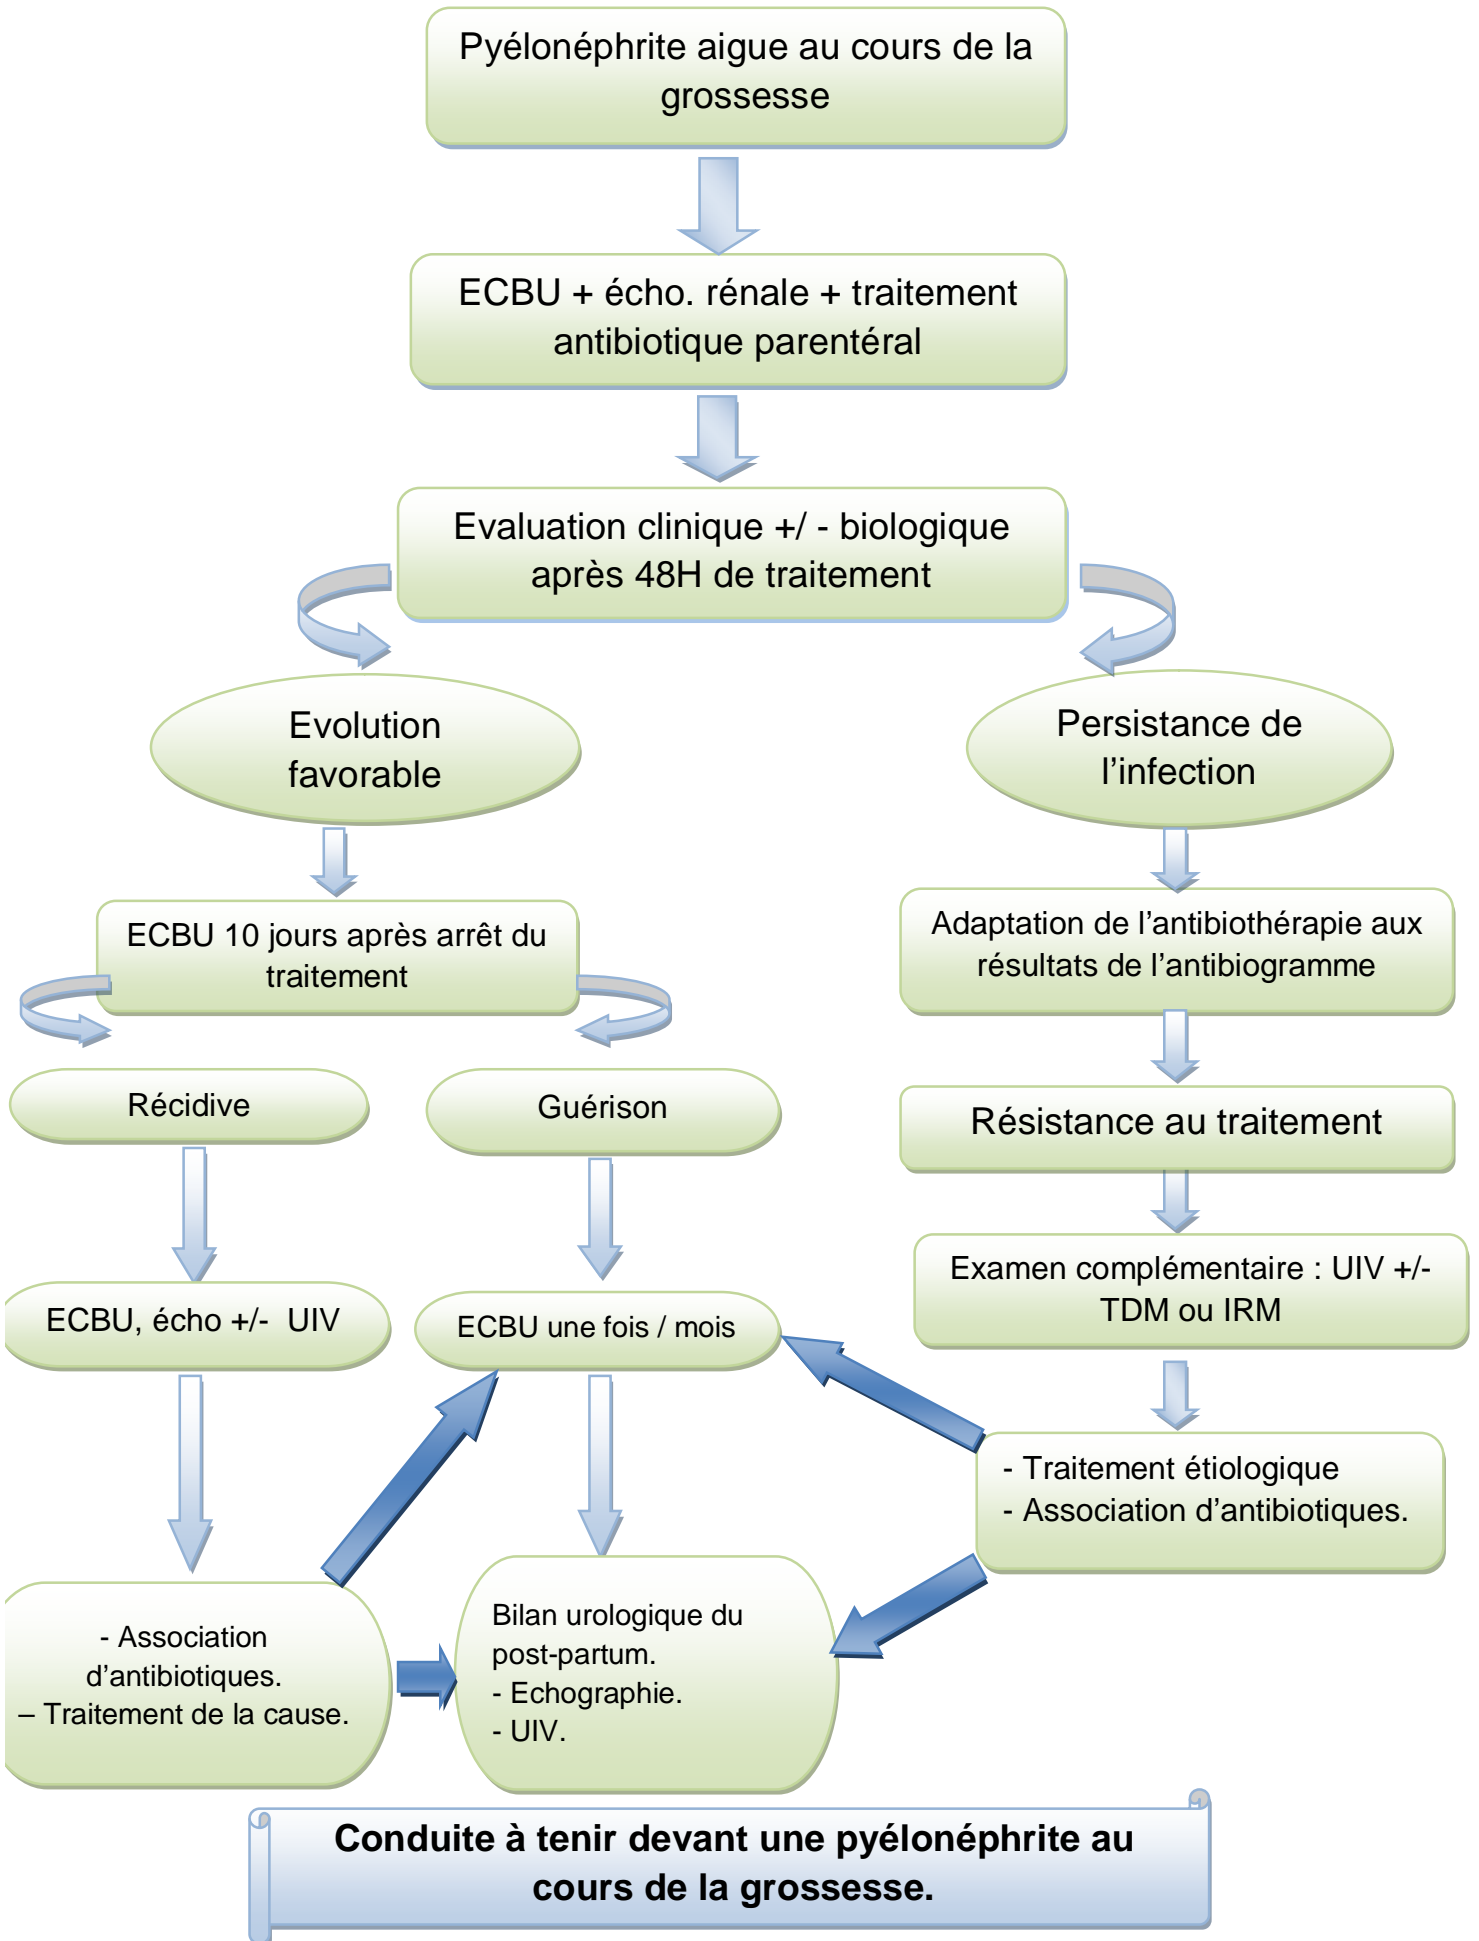 Pyélonéphrite aigue au cours de la
grossesse
ECBU + écho. rénale + traitement
antibiotique parentéral
Evaluation clinique +/ - biologique
après 48H de traitement
Evolution
favorable
Persistance de
l’infection
ECBU 10 jours après arrêt du
traitement
Adaptation de l’antibiothérapie aux
résultats de l’antibiogramme
Récidive
Guérison
Résistance au traitement
ECBU, écho +/-  UIV
ECBU une fois / mois
Examen complémentaire : UIV +/-
TDM ou IRM
- Traitement étiologique
- Association d’antibiotiques.
- Association
d’antibiotiques.
– Traitement de la cause.
Bilan urologique du
post-partum.
- Echographie.
- UIV.
Conduite à tenir devant une pyélonéphrite au
cours de la grossesse.